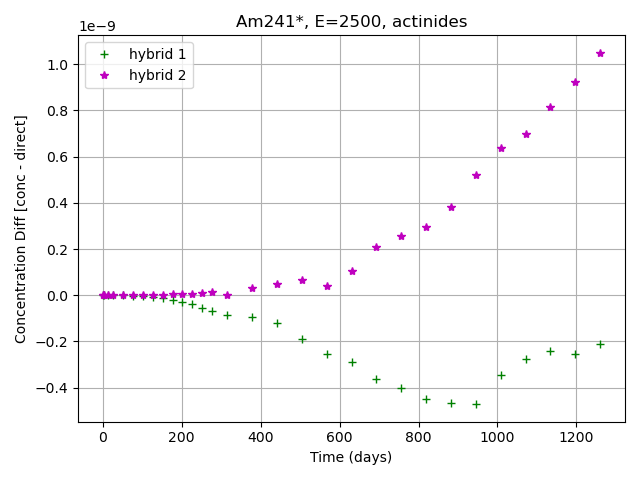 Am241*, E=2500, actinides
1e−9
hybrid 1
hybrid 2
1.0
0.8
0.6
0.4
0.2
0.0
−0.2
−0.4
Concentration Diff [conc - direct]
0 200 400 600 800 1000 1200
Time (days)